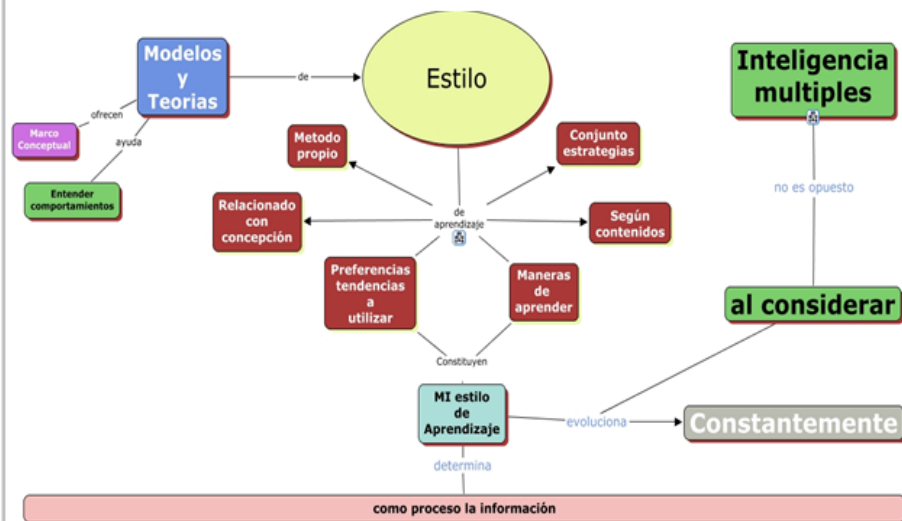 Modelos
y
Teorias
de
Estilo
Inteligencia
multiples
ofrecen
Marco
Conceptual
ayuda
Entender
comportamientos
Metodo
propio
Conjunto
estrategias
no es opuesto
Relacionado
con
concepción
de
aprendizaje
Según
contenidos
Preferencias
tendencias
a
utilizar
Maneras
de
aprender
al considerar
Constituyen
MI estilo
de
Aprendizaje
evoluciona
Constantemente
determina
como proceso la información